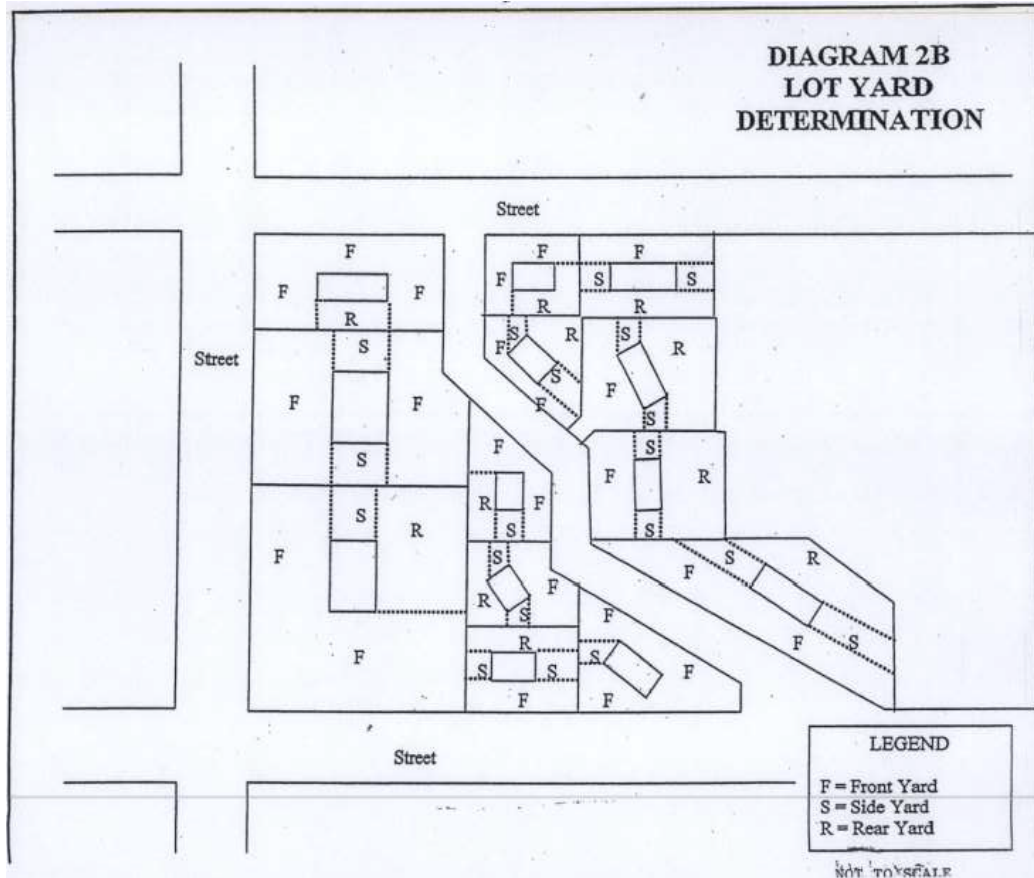 DIAGRAM 2B
LOT YARD
DETERMINATION
Street
F
F
F
R
F
F
R
F
S
S
R
S
F
F
S
S
F
R
S
F
S
F
R
S
S
F
R
S
F
S
R
F
R
F
S
S
F
R
S
R
F
S
F
R
S
F
S
F
R
S
S
F
F
S
F
F
F
S
R
F
S
Street
Street
LEGEND
F = Front Yard
S = Side Yard
R = Rear Yard
NOT TO SCALE